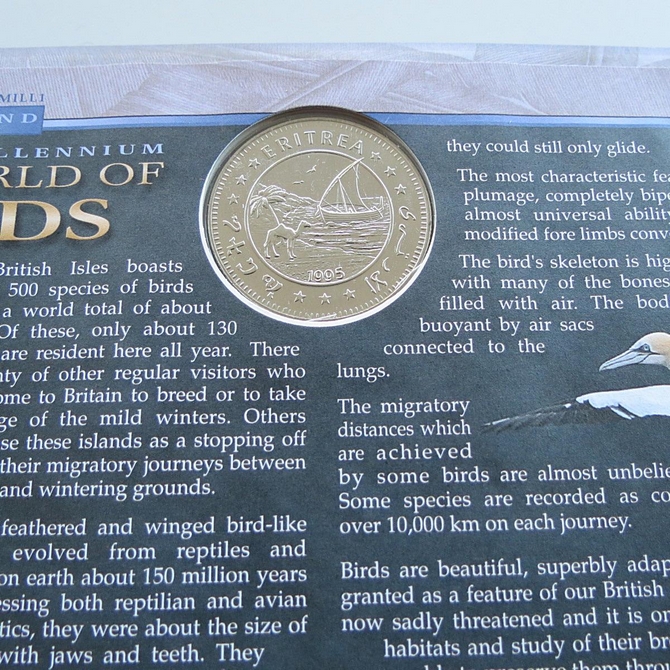 MILLI
ND
LLENNIUM
RLD OF
DS
British Isles boasts
500 species of birds
a world total of about
Of these, only about 130
are resident here all year. There
nty of other regular visitors who
ome to Britain to breed or to take
ge of the mild winters. Others
se these islands as a stopping off
their migratory journeys between
and wintering grounds.
feathered and winged bird-like
evolved from reptiles and
on earth about 150 million years
essing both reptilian and avian
tics, they were about the size of
with jaws and teeth. They
ERITREA
1995
they could still only glide.
The most characteristic fea
plumage, completely bipe
almost universal abili
modified fore limbs conv
The bird's skeleton is hig
with many of the bones
filled with air. The bod
buoyant by air sacs
connected to the
lungs.
The migratory
distances which
are achieved
by some birds are almost unbelie
Some species are recorded as co
over 10,000 km on each journey.
Birds are beautiful, superbly adap
granted as a feature of our British
now sadly threatened and it is on
habitats and study of their b